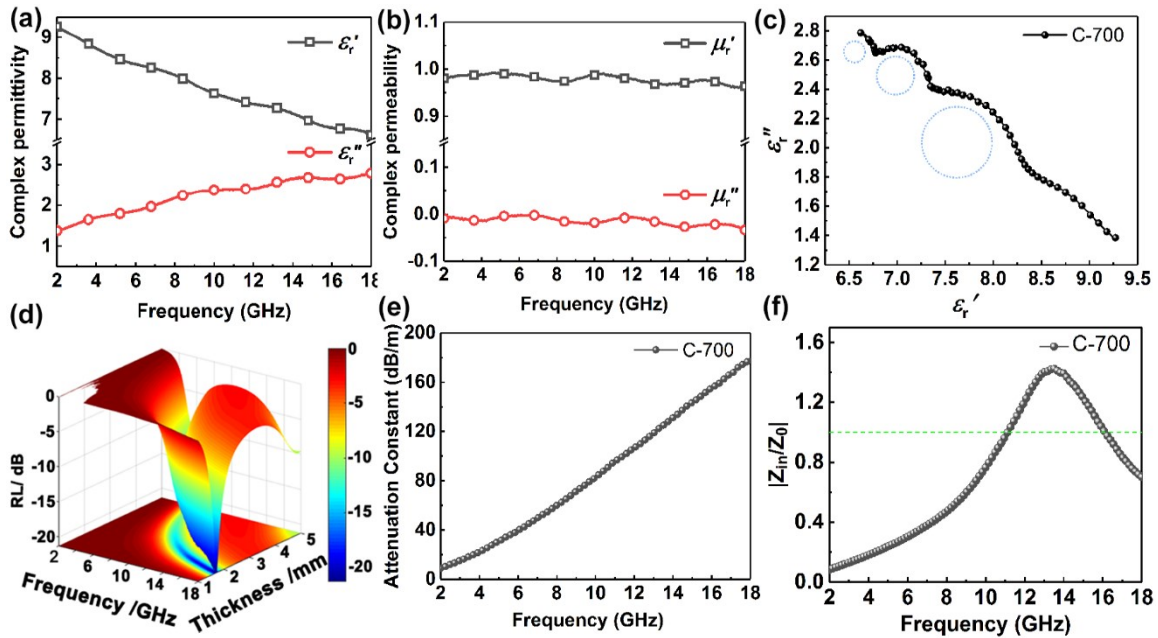 (a)
Complex permittivity
9
8
7
3
2
1
εr'
εr"
2 4 6 8 10 12 14 16 18
Frequency (GHz)
(b)
Complex permeability
1.1
1.0
0.9
0.1
0.0
-0.1
μr'
μr"
2 4 6 8 10 12 14 16 18
Frequency (GHz)
(c)
εr"
2.8
2.6
2.4
2.2
2.0
1.8
1.6
1.4
1.2
C-700
6.5 7.0 7.5 8.0 8.5 9.0 9.5
εr'
(d)
RL/ dB
0
-5
-10
-15
-20
2 6 10 14 18
Frequency /GHz
1 2 3 4 5
Thickness /mm
0
-5
-10
-15
-20
(e)
Attenuation Constant (dB/m)
200
160
120
80
40
0
C-700
2 4 6 8 10 12 14 16 18
Frequency (GHz)
(f)
|Zin/Z0|
1.6
1.2
0.8
0.4
0.0
C-700
2 4 6 8 10 12 14 16 18
Frequency (GHz)